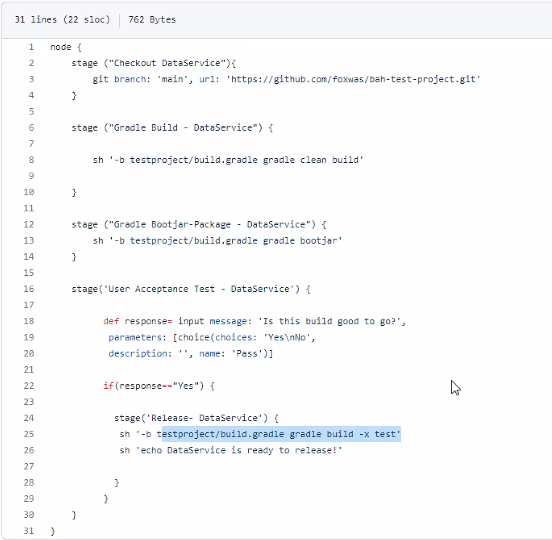 31 lines (22 sloc) 762 Bytes
1 node {
2 stage ("Checkout DataService"){
3 git branch: 'main', url: 'https://github.com/foxwas/bah-test-project.git'
4 }
5
6 stage ("Gradle Build - DataService") {
7
8 sh '-b testproject/build.gradle gradle clean build'
9
10 }
11
12 stage ("Gradle Bootjar-Package - DataService") {
13 sh '-b testproject/build.gradle gradle bootjar'
14 }
15
16 stage('User Acceptance Test - DataService') {
17
18 def response= input message: 'Is this build good to go?',
19 parameters: [choice(choices: 'Yes\nNo',
20 description: '', name: 'Pass')]
21
22 if(response=="Yes") {
23
24 stage('Release- DataService') {
25 sh '-b testproject/build.gradle gradle build -x test'
26 sh 'echo DataService is ready to release!'
27
28 }
29 }
30 }
31 }